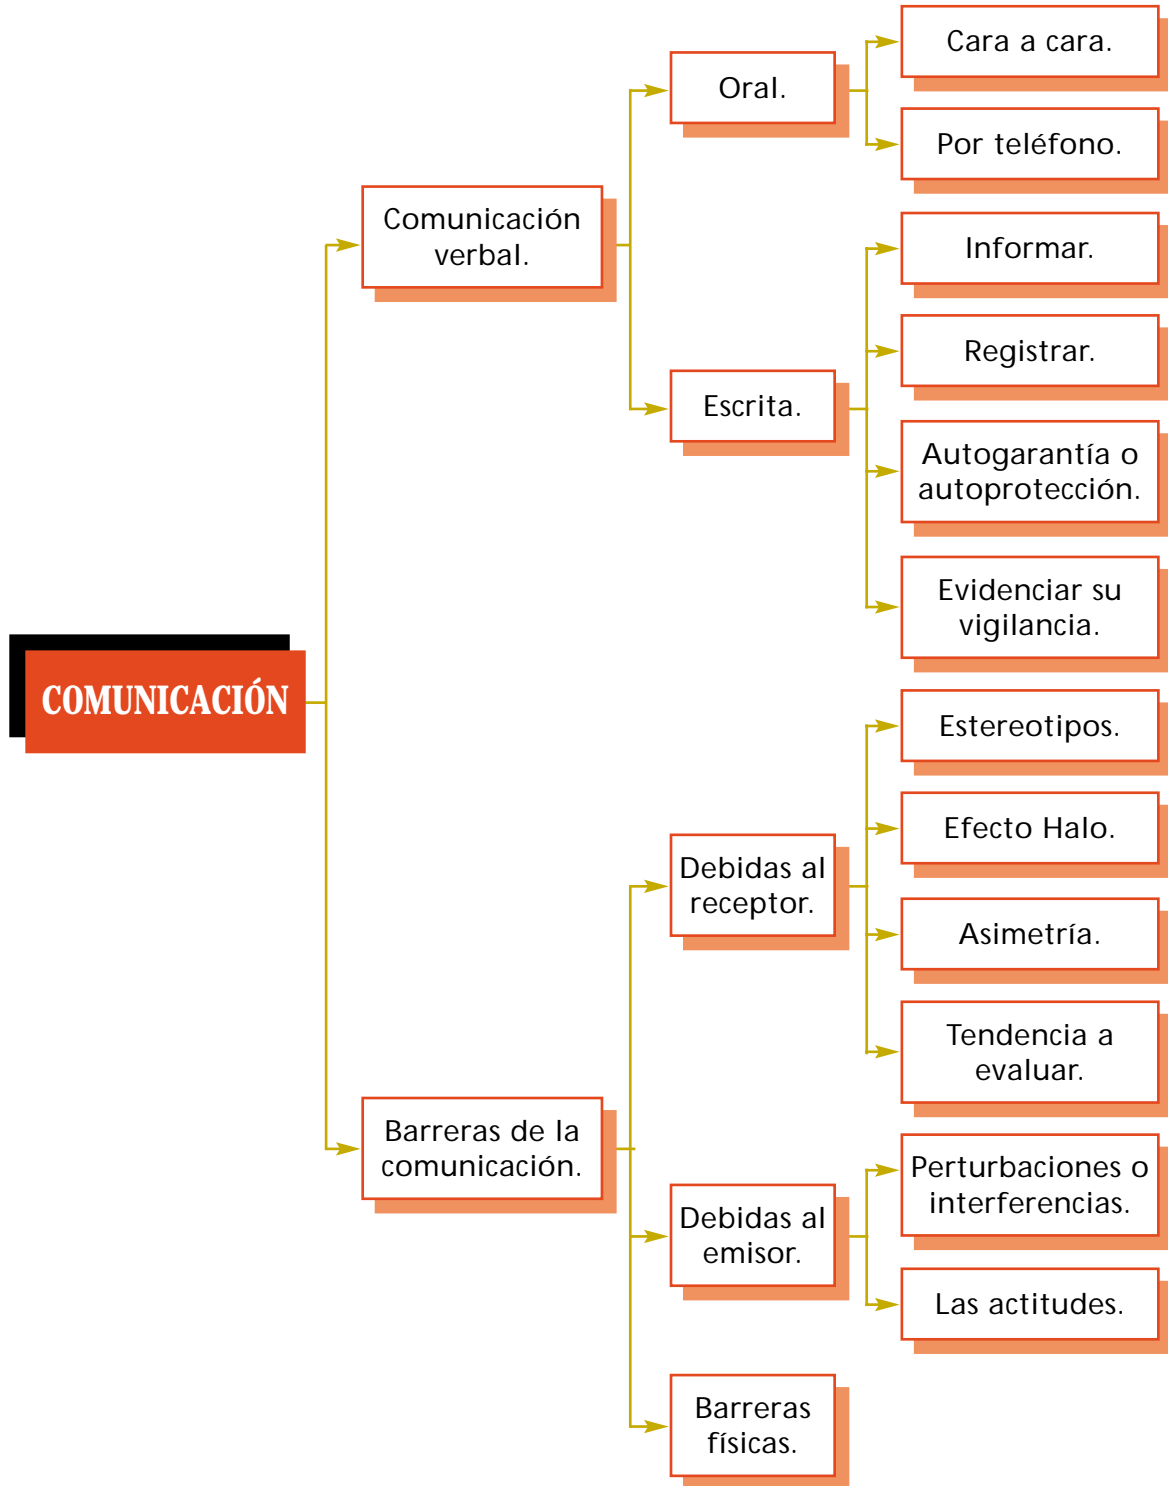 Cara a cara.
Oral.
Por teléfono.
Comunicación
verbal.
Informar.
Registrar.
Escrita.
Autogarantía o
autoprotección.
Evidenciar su
vigilancia.
COMUNICACIÓN
Estereotipos.
Efecto Halo.
Debidas al
receptor.
Asimetría.
Tendencia a
evaluar.
Barreras de la
comunicación.
Perturbaciones o
interferencias.
Debidas al
emisor.
Las actitudes.
Barreras
físicas.